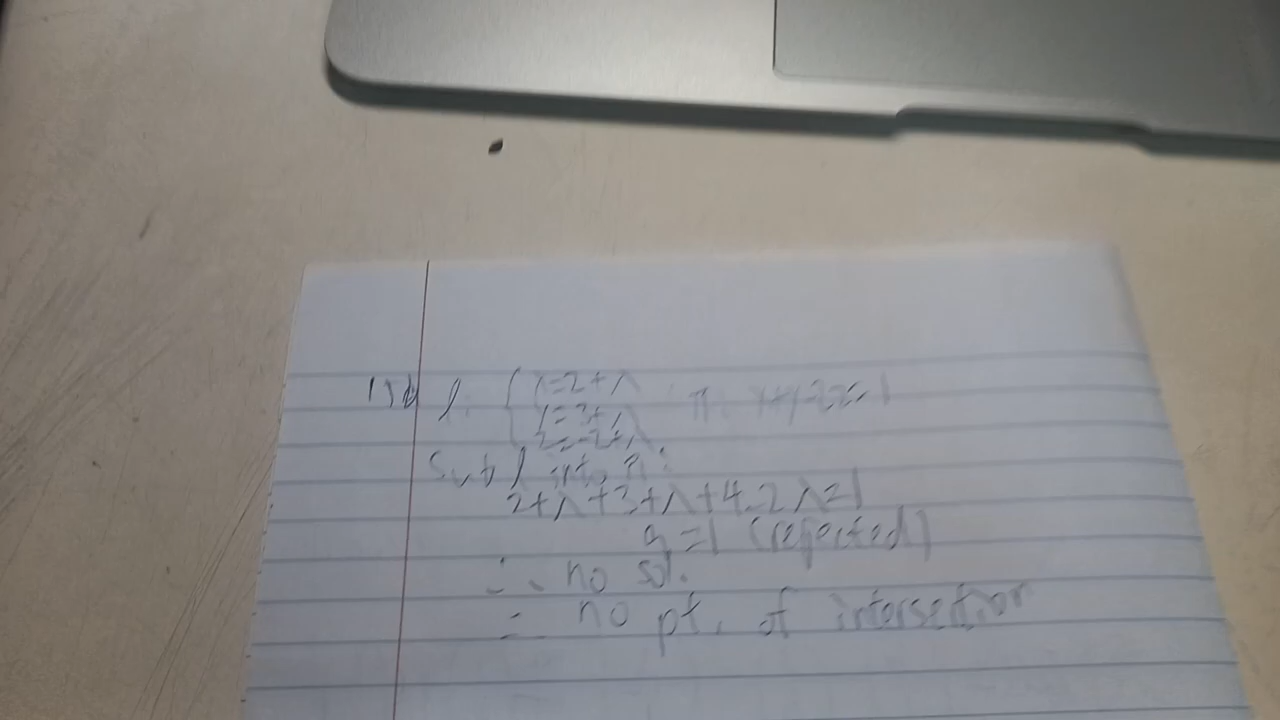 l: { x=2+λ π: x+y-2z=1
y=3+λ
z=-2+λ
Sub l into π:
2+λ+3+λ+4-2λ=1
9=1 (rejected)
∴ no sol.
∴ no pt. of intersection